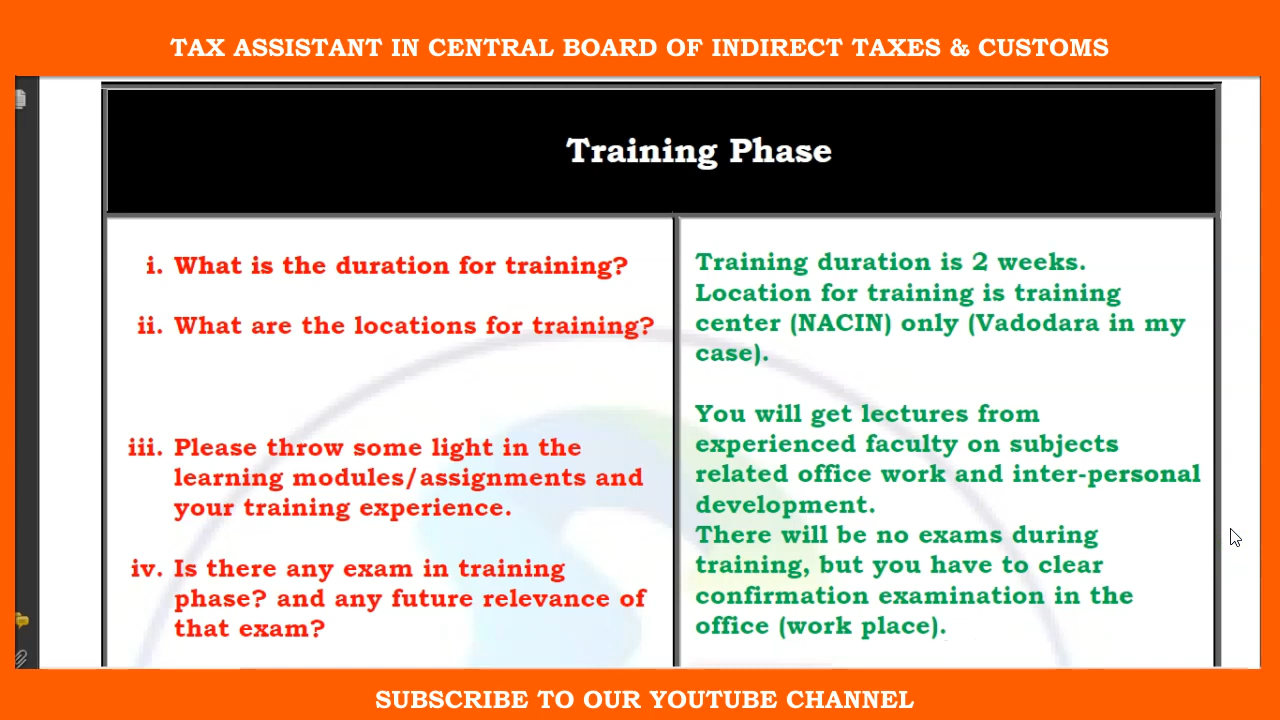 TAX ASSISTANT IN CENTRAL BOARD OF INDIRECT TAXES & CUSTOMS
Training Phase
i. What is the duration for training?
ii. What are the locations for training?
iii. Please throw some light in the
learning modules/assignments and
your training experience.
iv. Is there any exam in training
phase? and any future relevance of
that exam?
Training duration is 2 weeks.
Location for training is training
center (NACIN) only (Vadodara in my
case).
You will get lectures from
experienced faculty on subjects
related office work and inter-personal
development.
There will be no exams during
training, but you have to clear
confirmation examination in the
office (work place).
SUBSCRIBE TO OUR YOUTUBE CHANNEL